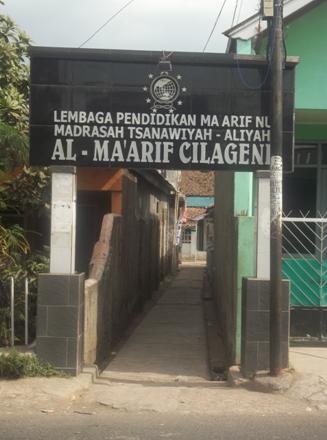 LEMBAGA PENDIDIKAN MA ARIF NU
MADRASAH TSANAWIYAH - ALIYAH
AL - MA'ARIF CILAGENI